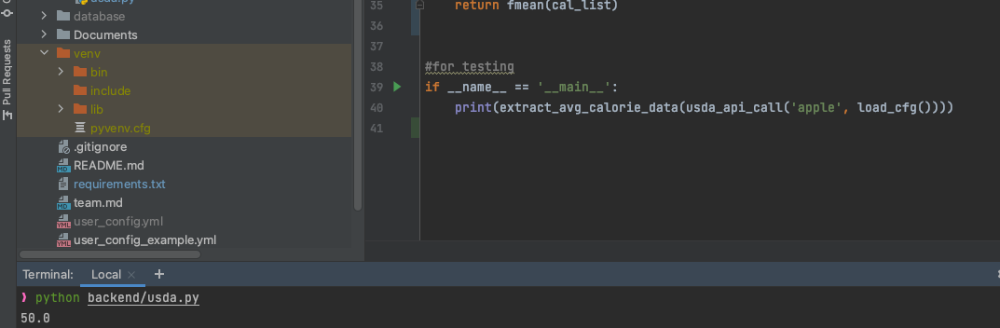 usda.py
database
Documents
venv
bin
include
lib
pyvenv.cfg
.gitignore
README.md
requirements.txt
team.md
user_config.yml
user_config_example.yml
Pull Requests
35 return fmean(cal_list)
36
37
38 #for testing
39 if __name__ == '__main__':
40 print(extract_avg_calorie_data(usda_api_call('apple', load_cfg())))
41
Terminal: Local × +
❯ python backend/usda.py
50.0